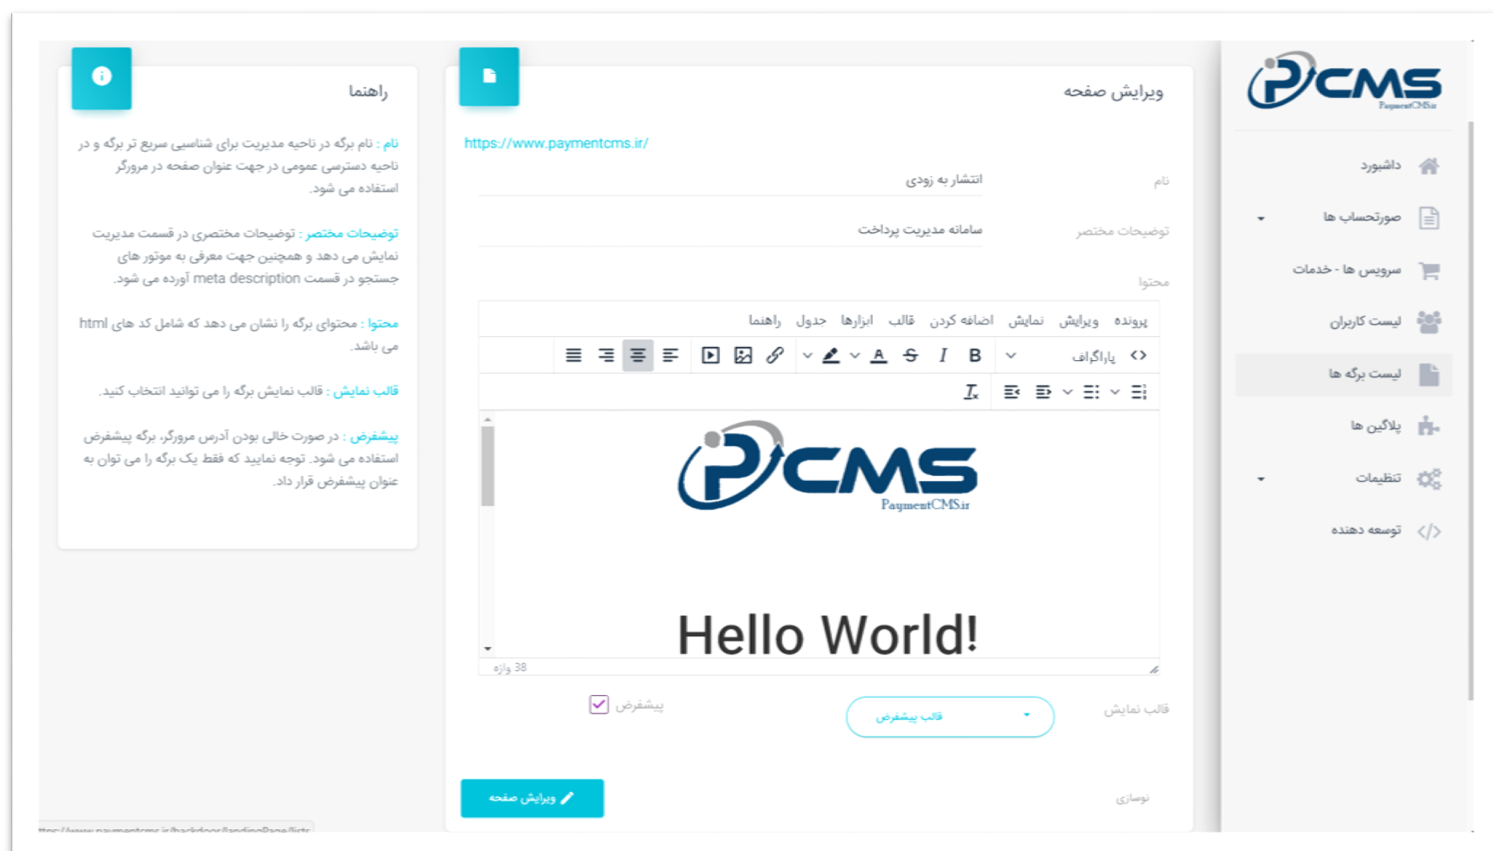 PCMS
PaymentCMS.ir
داشبورد
صورتحساب ها
سرویس ها - خدمات
لیست کاربران
لیست برگه ها
پلاگین ها
تنظیمات
توسعه دهنده
ویرایش صفحه
https://www.paymentcms.ir/
نام
انتشار به زودی
توضیحات مختصر
سامانه مدیریت پرداخت
محتوا
پرونده ویرایش نمایش اضافه کردن قالب ابزارها جدول راهنما
پاراگراف
PCMS
PaymentCMS.ir
Hello World!
38 واژه
قالب نمایش
قالب پیشفرض
پیشفرض
نوسازی
ویرایش صفحه
راهنما
نام : نام برگه در ناحیه مدیریت برای شناسیی سریع تر برگه و در
ناحیه دسترسی عمومی در جهت عنوان صفحه در مرورگر
استفاده می شود.
توضیحات مختصر : توضیحات مختصری در قسمت مدیریت
نمایش می دهد و همچنین جهت معرفی به موتور های
جستجو در قسمت meta description آورده می شود.
محتوا : محتوای برگه را نشان می دهد که شامل کد های html
می باشد.
قالب نمایش : قالب نمایش برگه را می توانید انتخاب کنید.
پیشفرض : در صورت خالی بودن آدرس مرورگر، برگه پیشفرض
استفاده می شود. توجه نمایید که فقط یک برگه را می توان به
عنوان پیشفرض قرار داد.
ttps://www.paymentcms.ir/backdoor/landingPage/lists